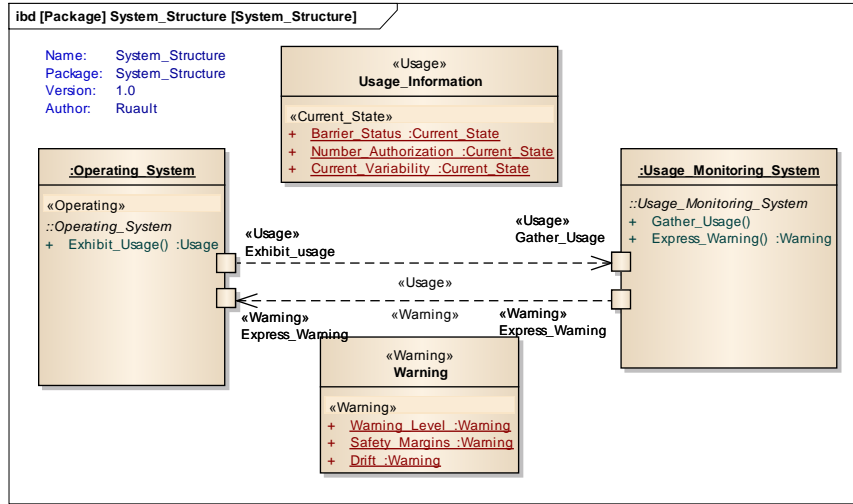 ibd [Package] System_Structure [System_Structure]
Name: System_Structure
Package: System_Structure
Version: 1.0
Author: Ruault
«Usage»
Usage_Information
«Current_State»
+ Barrier_Status :Current_State
+ Number_Authorization :Current_State
+ Current_Variability :Current_State
:Operating_System
«Operating»
::Operating_System
+ Exhibit_Usage() :Usage
:Usage_Monitoring_System
::Usage_Monitoring_System
+ Gather_Usage()
+ Express_Warning() :Warning
«Usage»
Exhibit_usage
«Usage»
Gather_Usage
«Usage»
«Warning»
Express_Warning
«Warning»
«Warning»
Express_Warning
«Warning»
Warning
«Warning»
+ Warning_Level :Warning
+ Safety_Margins :Warning
+ Drift :Warning